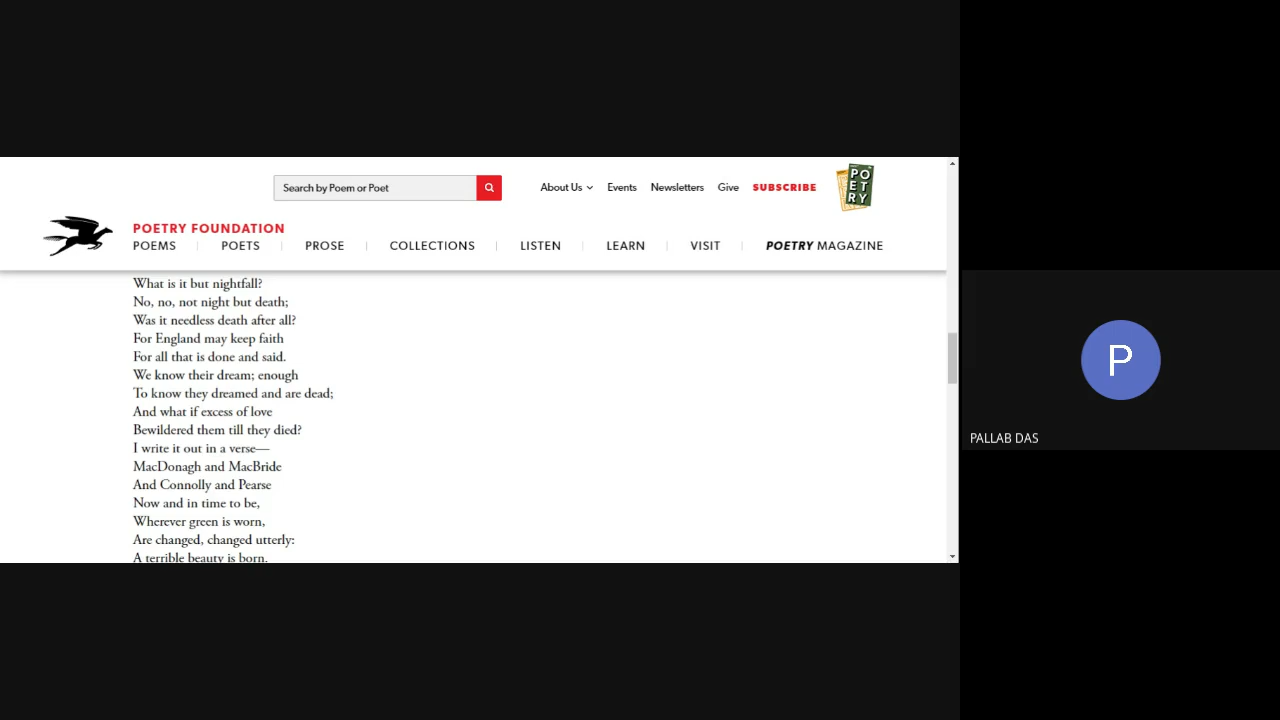 Search by Poem or Poet
About Us Events Newsletters Give SUBSCRIBE
PO
ET
RY
POETRY FOUNDATION
POEMS POETS PROSE COLLECTIONS LISTEN LEARN VISIT POETRY MAGAZINE
What is it but nightfall?
No, no, not night but death;
Was it needless death after all?
For England may keep faith
For all that is done and said.
We know their dream; enough
To know they dreamed and are dead;
And what if excess of love
Bewildered them till they died?
I write it out in a verse—
MacDonagh and MacBride
And Connolly and Pearse
Now and in time to be,
Wherever green is worn,
Are changed, changed utterly:
A terrible beauty is born.
P
PALLAB DAS